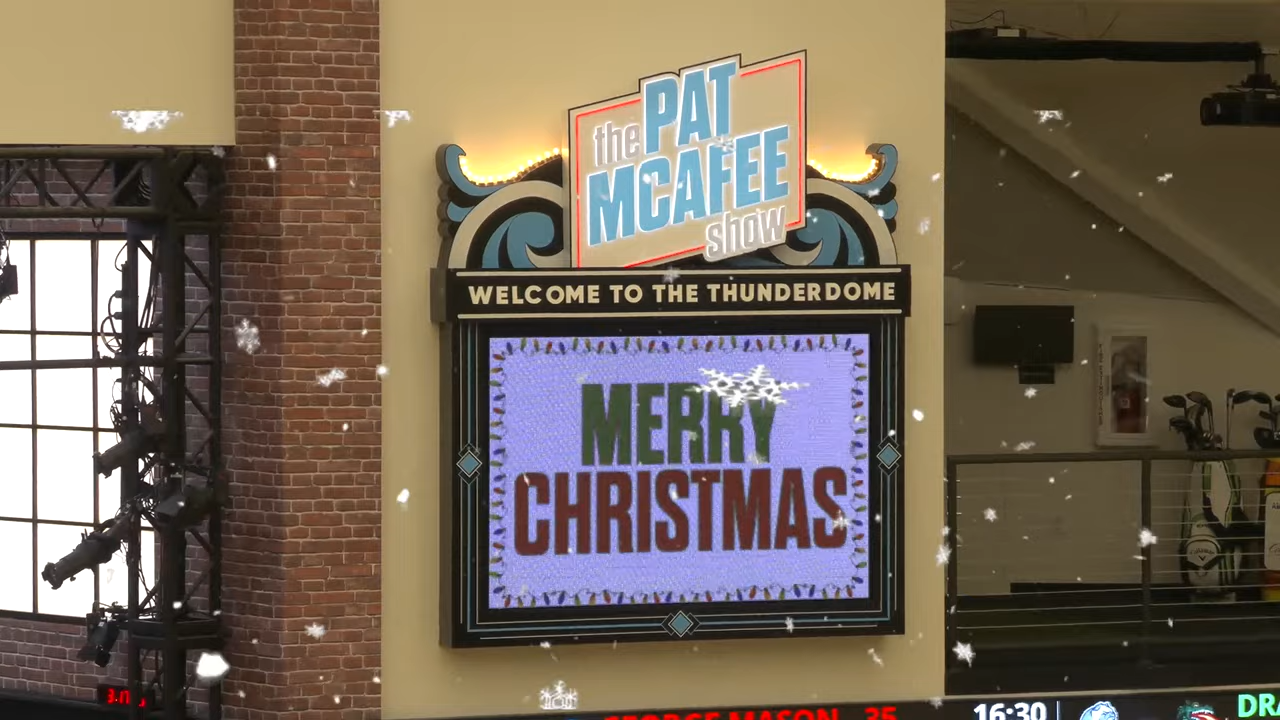 the PAT
MCAFEE
show
WELCOME TO THE THUNDERDOME
MERRY
CHRISTMAS
GEORGE MASON 35
16:30